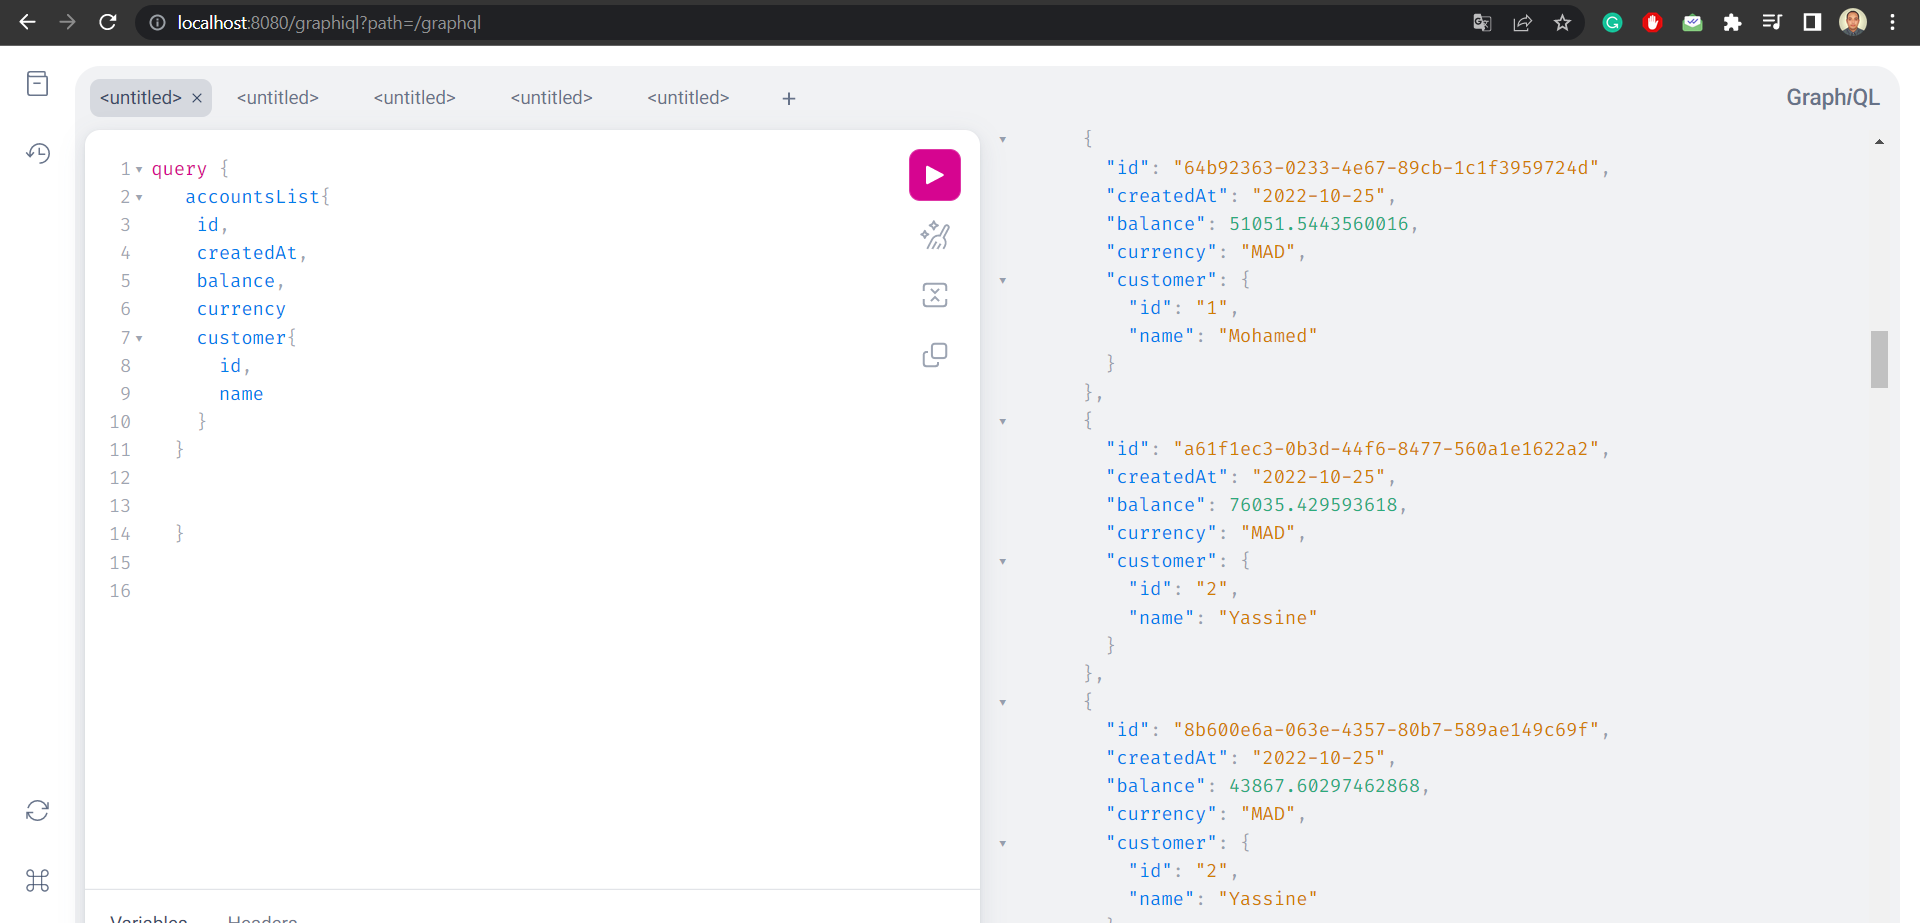 localhost:8080/graphiql?path=/graphql
<untitled> × <untitled> <untitled> <untitled> <untitled> +
GraphiQL
1 query {
2 accountsList{
3 id,
4 createdAt,
5 balance,
6 currency
7 customer{
8 id,
9 name
10 }
11 }
12
13
14 }
15
16
Variables Headers
{
"id": "64b92363-0233-4e67-89cb-1c1f3959724d",
"createdAt": "2022-10-25",
"balance": 51051.5443560016,
"currency": "MAD",
"customer": {
"id": "1",
"name": "Mohamed"
}
},
{
"id": "a61f1ec3-0b3d-44f6-8477-560a1e1622a2",
"createdAt": "2022-10-25",
"balance": 76035.429593618,
"currency": "MAD",
"customer": {
"id": "2",
"name": "Yassine"
}
},
{
"id": "8b600e6a-063e-4357-80b7-589ae149c69f",
"createdAt": "2022-10-25",
"balance": 43867.60297462868,
"currency": "MAD",
"customer": {
"id": "2",
"name": "Yassine"
}